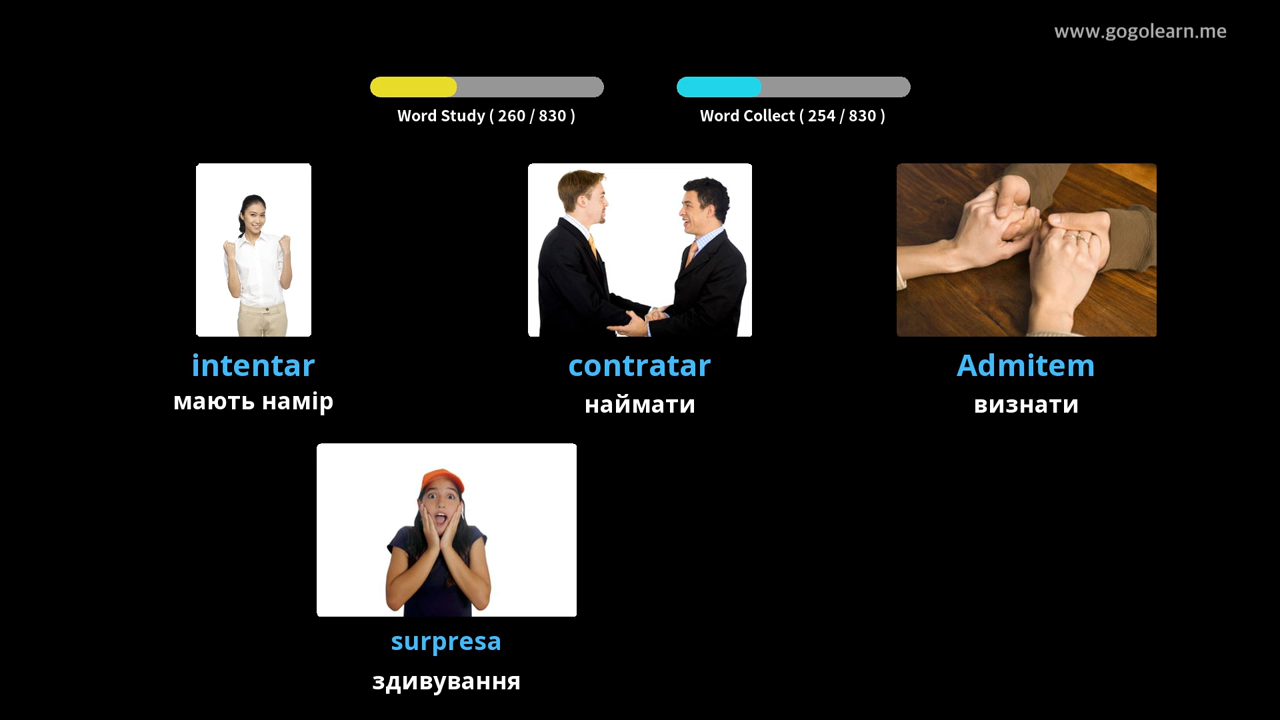 www.gogolearn.me
Word Study ( 260 / 830 )
Word Collect ( 254 / 830 )
intentar
мають намір
contratar
наймати
Admitem
визнати
surpresa
здивування